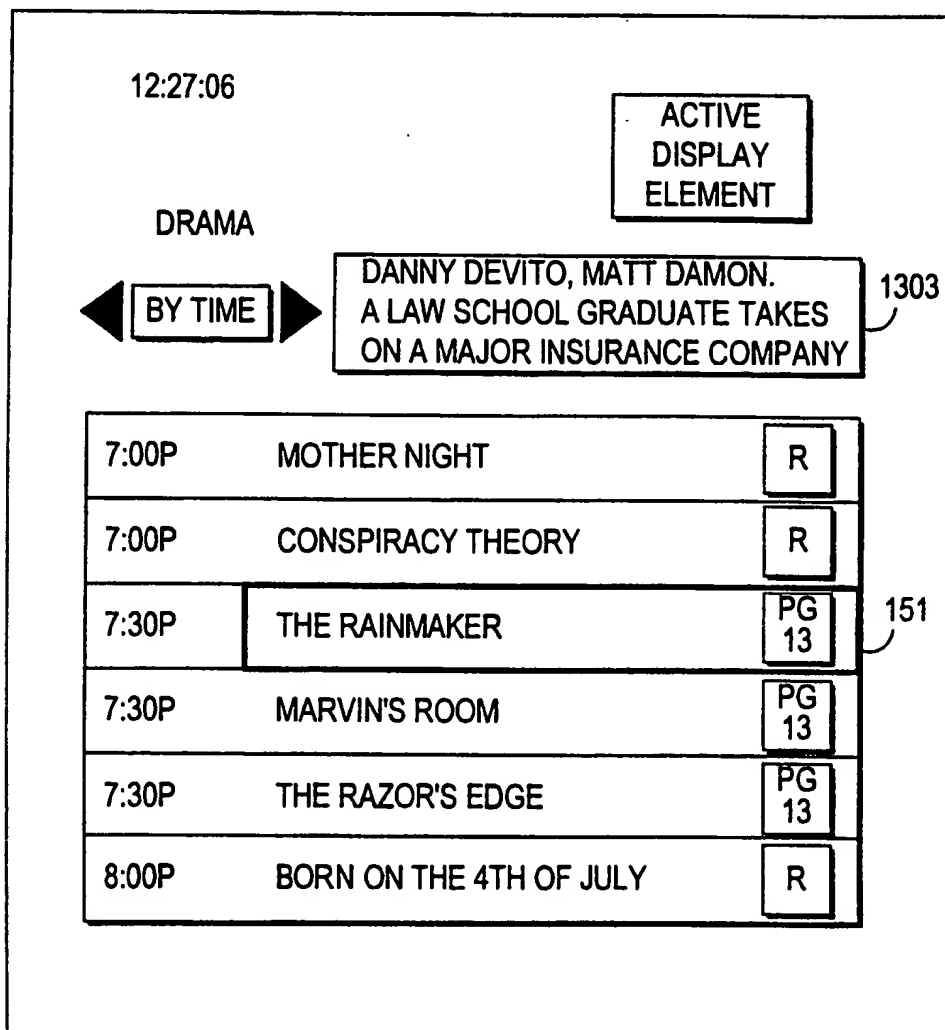 12:27:06
ACTIVE
DISPLAY
ELEMENT
DRAMA
BY TIME
DANNY DEVITO, MATT DAMON.
A LAW SCHOOL GRADUATE TAKES
ON A MAJOR INSURANCE COMPANY
1303
7:00P MOTHER NIGHT R
7:00P CONSPIRACY THEORY R
7:30P THE RAINMAKER PG 13
151
7:30P MARVIN'S ROOM PG 13
7:30P THE RAZOR'S EDGE PG 13
8:00P BORN ON THE 4TH OF JULY R